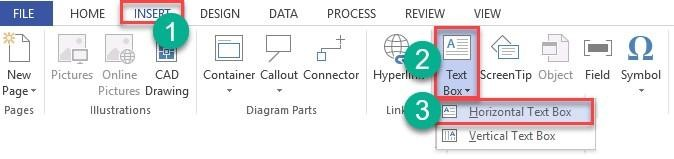 FILE HOME INSERT DESIGN DATA PROCESS REVIEW VIEW
1
New Page
Pictures
Online Pictures
CAD Drawing
Container
Callout
Connector
Hyperlink
2
Text Box
ScreenTip
Object
Field
Symbol
Pages
Illustrations
Diagram Parts
Lin
3
Horizontal Text Box
Vertical Text Box